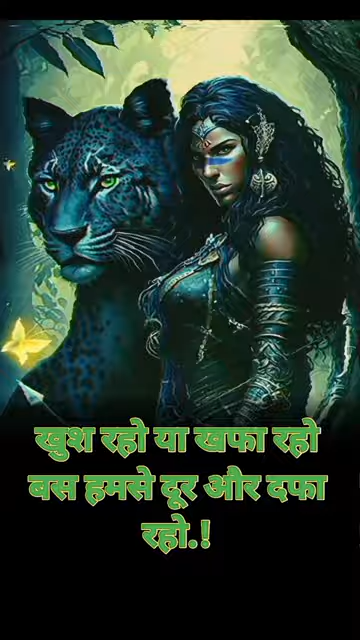 खुश रहो या खफा रहो
बस हमसे दूर और दफा
रहो.!